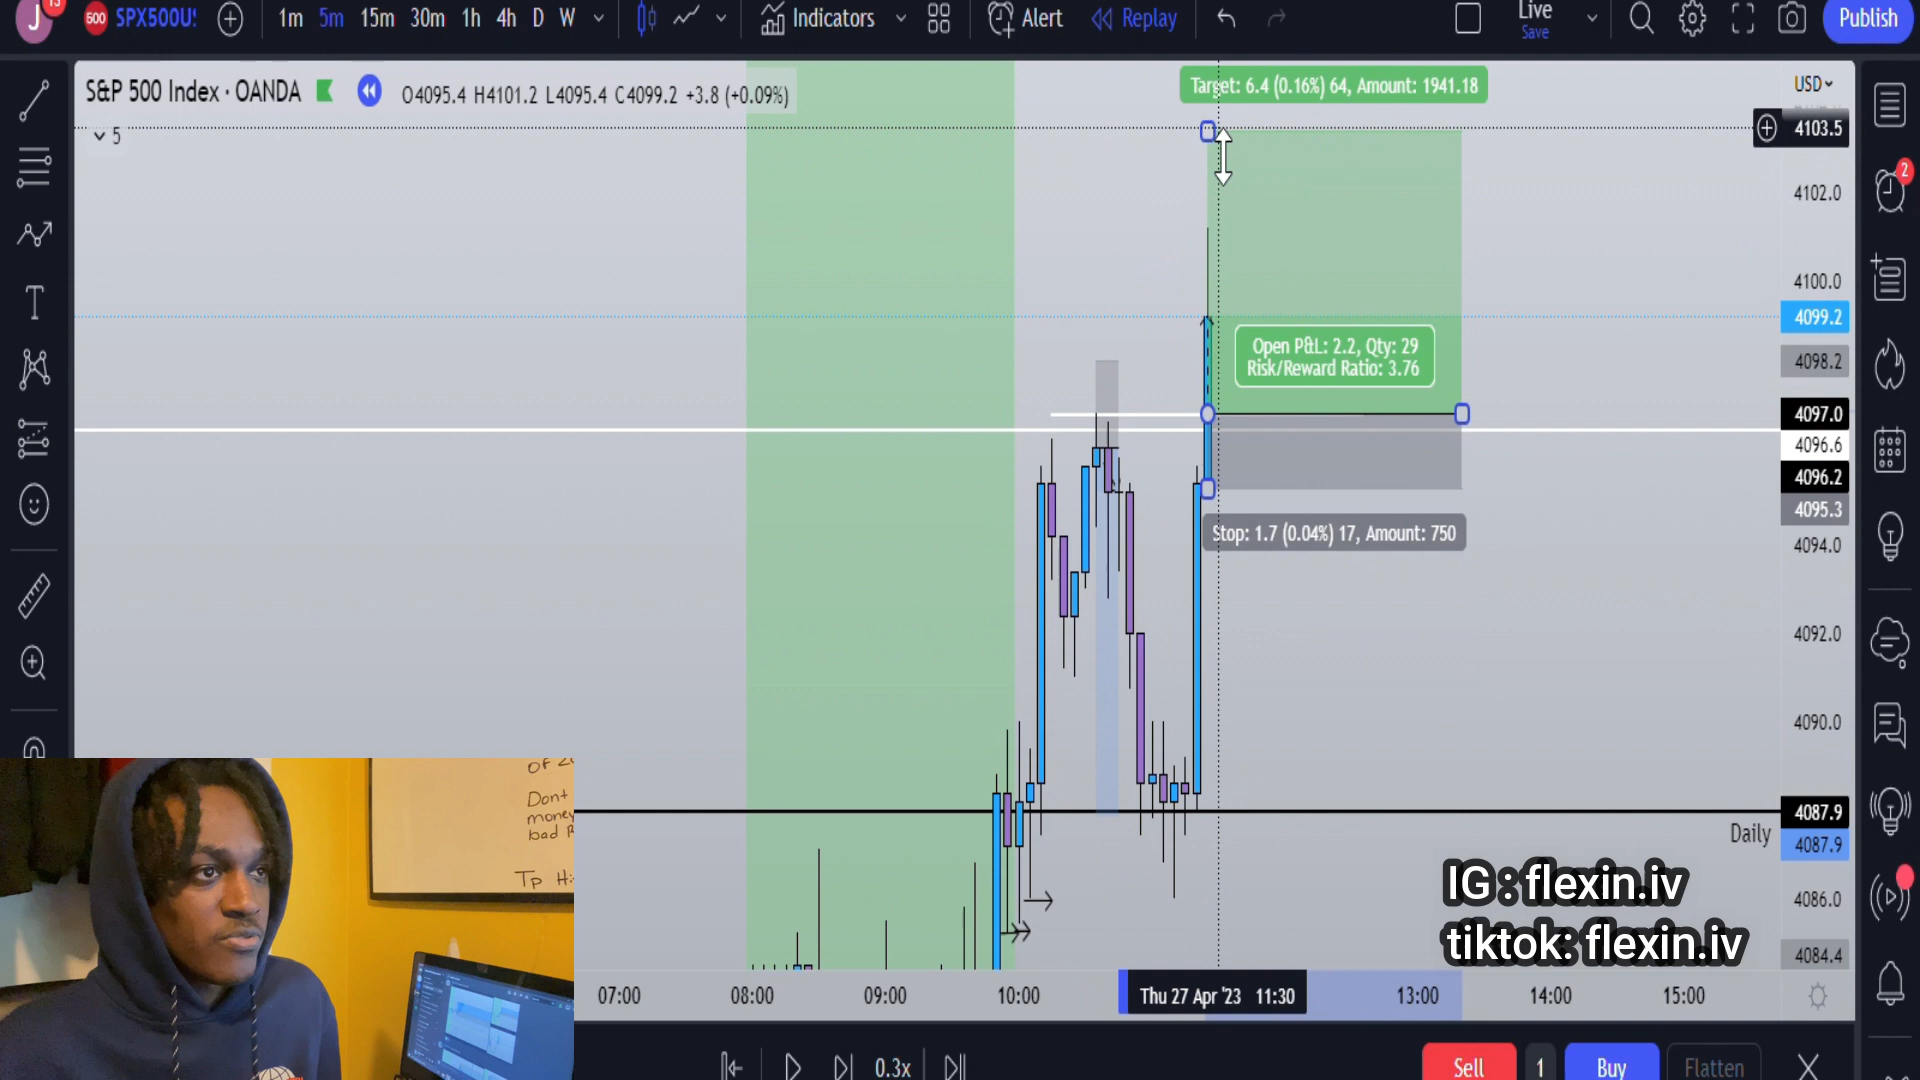 J
13
500
SPX500U!
1m
5m
15m
30m
1h
4h
D
W
Indicators
Alert
Replay
Live
Save
Publish
S&P 500 Index · OANDA
O4095.4 H4101.2 L4095.4 C4099.2 +3.8 (+0.09%)
5
Target: 6.4 (0.16%) 64, Amount: 1941.18
USD
4103.5
2
4102.0
4100.0
4099.2
Open P&L: 2.2, Qty: 29
Risk/Reward Ratio: 3.76
4098.2
4097.0
4096.6
4096.2
4095.3
Stop: 1.7 (0.04%) 17, Amount: 750
4094.0
4092.0
4090.0
4087.9
Daily
4087.9
4086.0
4084.4
Dont
money
bad
Tp
IG: flexin.iv
tiktok: flexin.iv
07:00
08:00
09:00
10:00
Thu 27 Apr '23 11:30
13:00
14:00
15:00
0.3x
Sell
1
Buy
Flatten